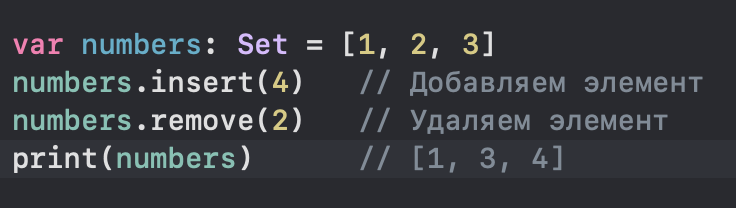 var numbers: Set = [1, 2, 3]
numbers.insert(4)   // Добавляем элемент
numbers.remove(2)   // Удаляем элемент
print(numbers)      // [1, 3, 4]